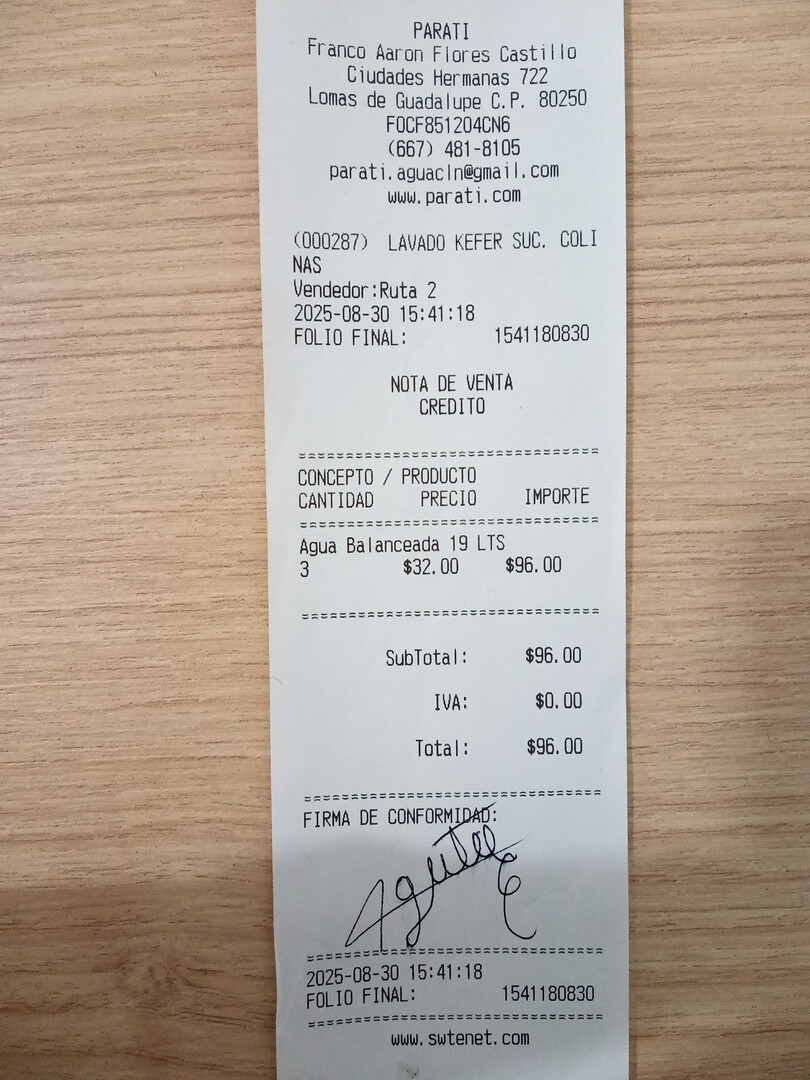 PARATI
Franco Aaron Flores Castillo
Ciudades Hermanas 722
Lomas de Guadalupe C.P. 80250
FOCF851204CN6
(667) 481-8105
parati.aguacln@gmail.com
www.parati.com
(000287) LAVADO KEFER SUC. COLI
NAS
Vendedor:Ruta 2
2025-08-30 15:41:18
FOLIO FINAL: 1541180830
NOTA DE VENTA
CREDITO
==============================
CONCEPTO / PRODUCTO
CANTIDAD PRECIO IMPORTE
==============================
Agua Balanceada 19 LTS
3 $32.00 $96.00
==============================
SubTotal: $96.00
IVA: $0.00
Total: $96.00
==============================
FIRMA DE CONFORMIDAD:
==============================
2025-08-30 15:41:18
FOLIO FINAL: 1541180830
==============================
www.swtenet.com